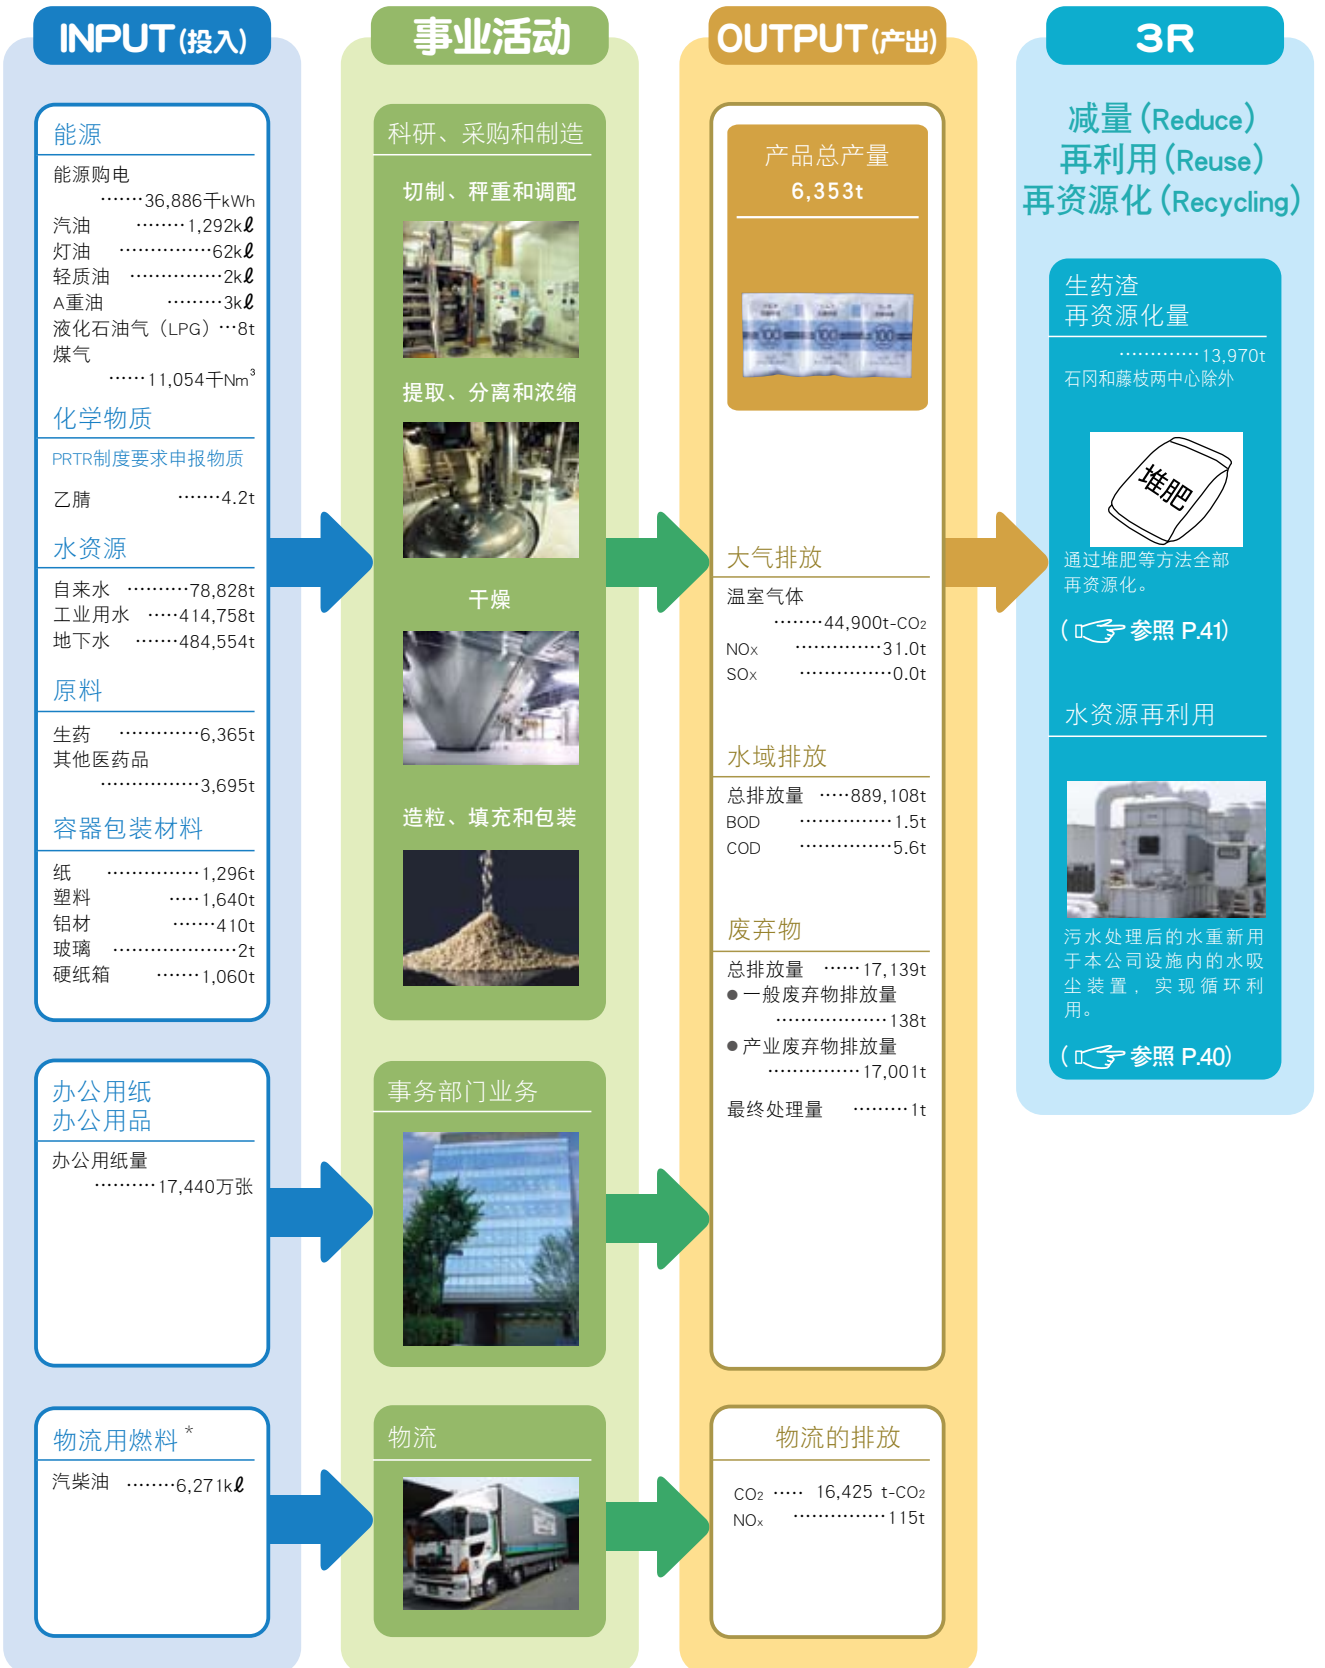 INPUT(投入)
能源
能源购电
·······36,886千kWh
汽油 ········1,292kℓ
灯油 ···············62kℓ
轻质油 ···············2kℓ
A重油 ·········3kℓ
液化石油气（LPG）···8t
煤气
······11,054千Nm³
化学物质
PRTR制度要求申报物质
乙腈 ·······4.2t
水资源
自来水 ··········78,828t
工业用水 ·····414,758t
地下水 ·······484,554t
原料
生药 ·············6,365t
其他医药品
················3,695t
容器包装材料
纸 ···············1,296t
塑料 ·····1,640t
铝材 ·······410t
玻璃 ····················2t
硬纸箱 ·······1,060t
办公用纸
办公用品
办公用纸量
··········17,440万张
物流用燃料*
汽柴油 ········6,271kℓ
事业活动
科研、采购和制造
切制、秤重和调配
提取、分离和浓缩
干燥
造粒、填充和包装
事务部门业务
物流
OUTPUT(产出)
产品总产量
6,353t
100 100 100
大气排放
温室气体
········44,900t-CO₂
NOx ··············31.0t
SOx ···············0.0t
水域排放
总排放量 ·····889,108t
BOD ···············1.5t
COD ···············5.6t
废弃物
总排放量 ······17,139t
●一般废弃物排放量
··················138t
●产业废弃物排放量
···············17,001t
最终处理量 ·········1t
物流的排放
CO₂ ····· 16,425 t-CO₂
NOx ···············115t
3R
减量(Reduce)
再利用(Reuse)
再资源化(Recycling)
生药渣
再资源化量
·············13,970t
石冈和藤枝两中心除外
堆肥
通过堆肥等方法全部
再资源化。
(☞参照 P.41)
水资源再利用
污水处理后的水重新用
于本公司设施内的水吸
尘装置，实现循环利
用。
(☞参照 P.40)